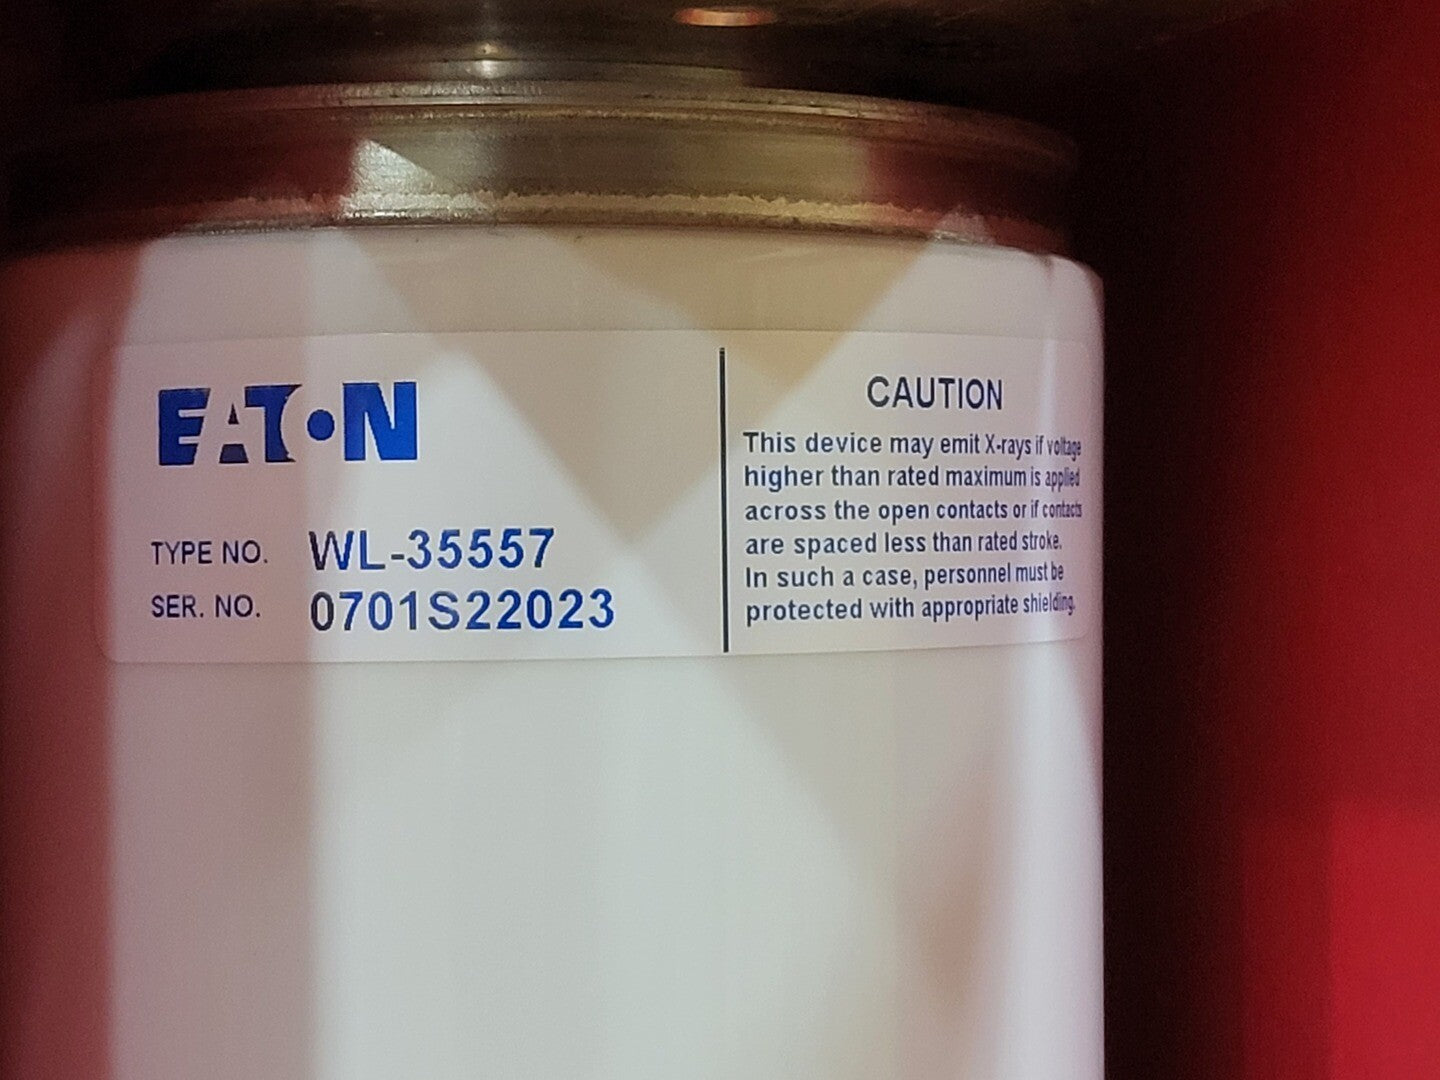 EATON
TYPE NO. WL-35557
SER. NO. 0701S22023
CAUTION
This device may emit X-rays if voltage
higher than rated maximum is applied
across the open contacts or if contacts
are spaced less than rated stroke.
In such a case, personnel must be
protected with appropriate shielding.